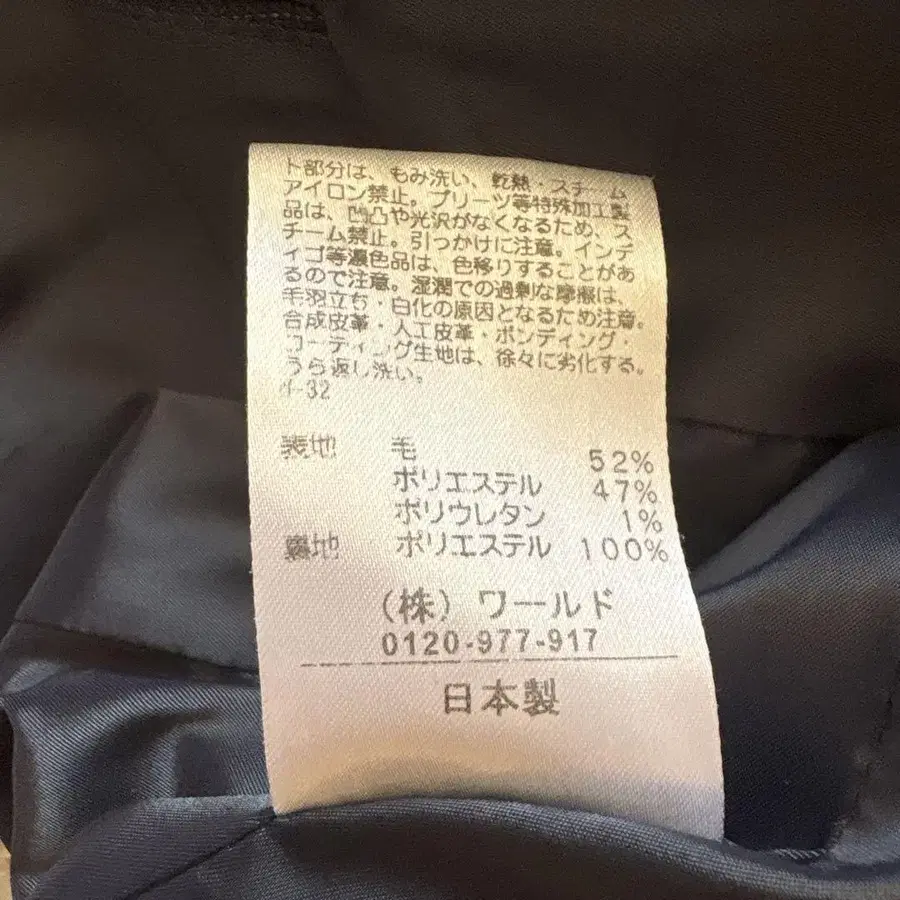 ト部分は、もみ洗い、乾熱・スチーム
アイロン禁止。プリーツ等特殊加工製
品は、凹凸や光沢がなくなるため、ス
チーム禁止。引っかけに注意。インデ
ィゴ等濃色品は、色移りすることがあ
るので注意。湿潤での過剰な摩擦は、
毛羽立ち・白化の原因となるため注意。
合成皮革・人工皮革・ボンディング・
コーティング生地は、徐々に劣化する。
うら返し洗い。
表地 毛 52%
ポリエステル 47%
ポリウレタン 1%
裏地 ポリエステル 100%
(株) ワールド
0120-977-917
日本製